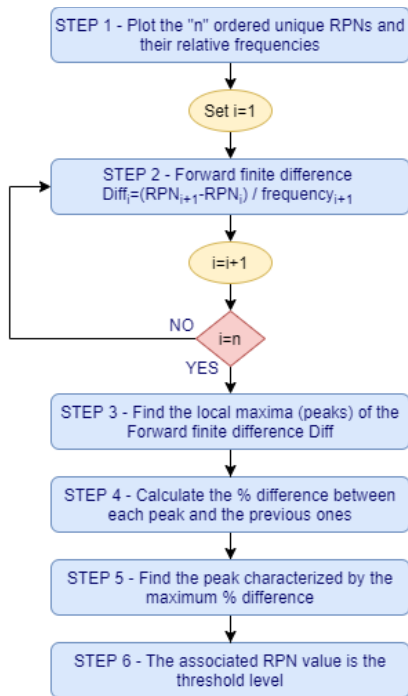 STEP 1 - Plot the "n" ordered unique RPNs and
their relative frequencies
Set i=1
STEP 2 - Forward finite difference
Diffᵢ=(RPNᵢ₊₁-RPNᵢ) / frequencyᵢ₊₁
i=i+1
NO
i=n
YES
STEP 3 - Find the local maxima (peaks) of the
Forward finite difference Diff
STEP 4 - Calculate the % difference between
each peak and the previous ones
STEP 5 - Find the peak characterized by the
maximum % difference
STEP 6 - The associated RPN value is the
threshold level